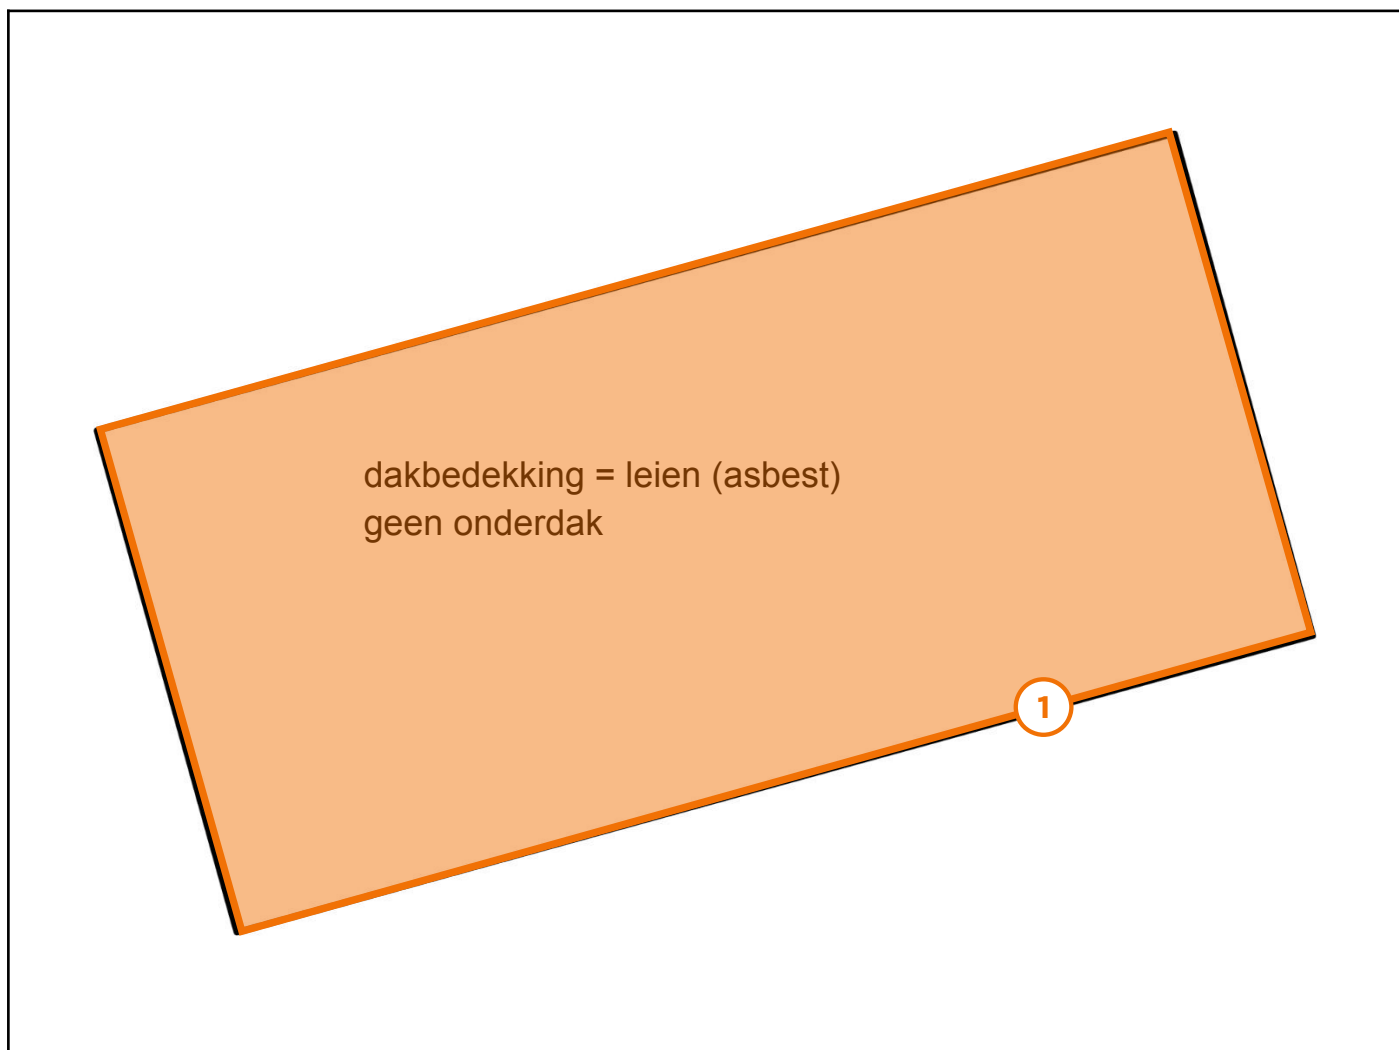 dakbedekking = leien (asbest)
geen onderdak
1